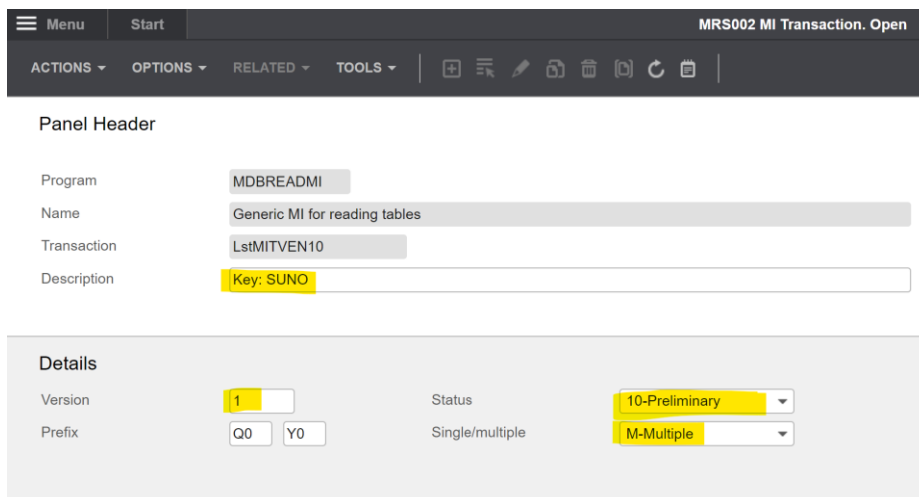 Menu Start MRS002 MI Transaction. Open
ACTIONS OPTIONS RELATED TOOLS
Panel Header
Program MDBREADMI
Name Generic MI for reading tables
Transaction LstMITVEN10
Description Key: SUNO
Details
Version 1 Status 10-Preliminary
Prefix Q0 Y0 Single/multiple M-Multiple